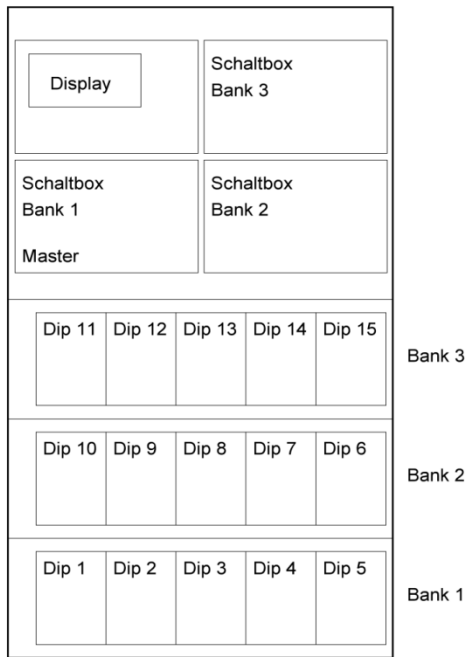 Display
Schaltbox
Bank 3
Schaltbox
Bank 1
Master
Schaltbox
Bank 2
Dip 11 Dip 12 Dip 13 Dip 14 Dip 15
Bank 3
Dip 10 Dip 9 Dip 8 Dip 7 Dip 6
Bank 2
Dip 1 Dip 2 Dip 3 Dip 4 Dip 5
Bank 1